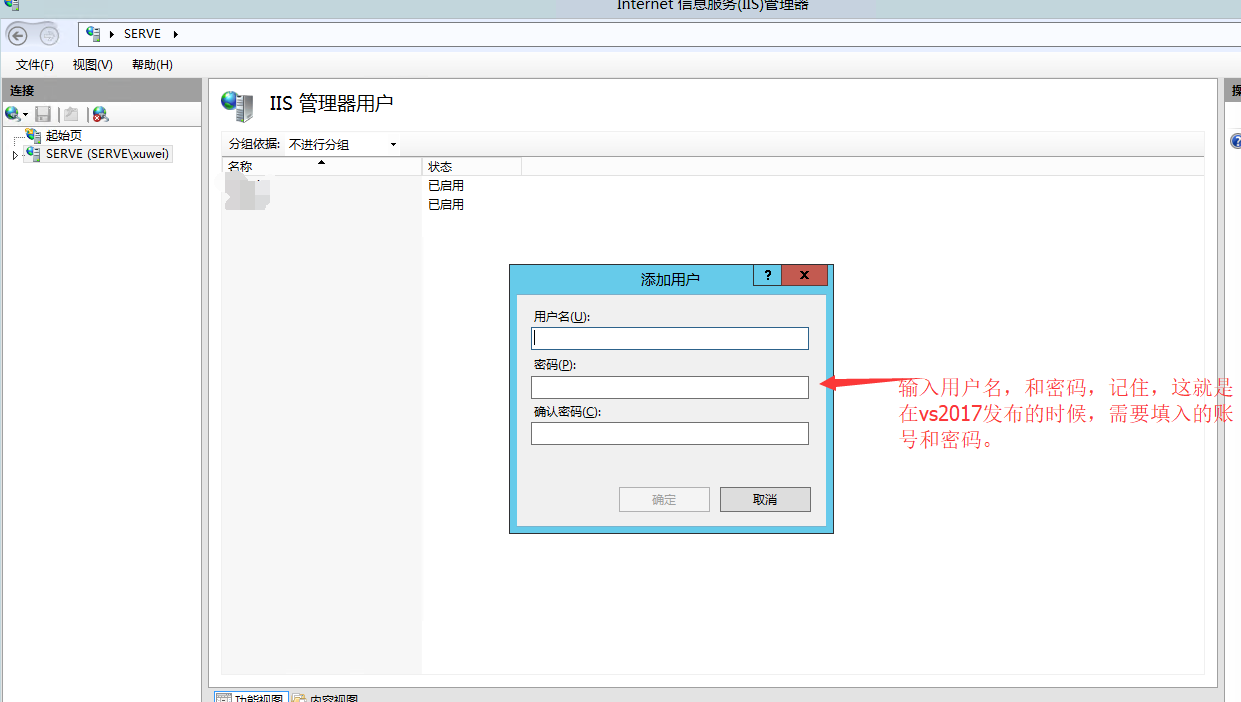 Internet 信息服务(IIS)管理器
SERVE
文件(F) 视图(V) 帮助(H)
连接
起始页
SERVE (SERVE\xuwei)
IIS 管理器用户
分组依据: 不进行分组
名称 状态
已启用
已启用
添加用户
?
x
用户名(U):
密码(P):
确认密码(C):
确定 取消
输入用户名，和密码，记住，这就是
在vs2017发布的时候，需要填入的账
号和密码。
功能视图 内容视图